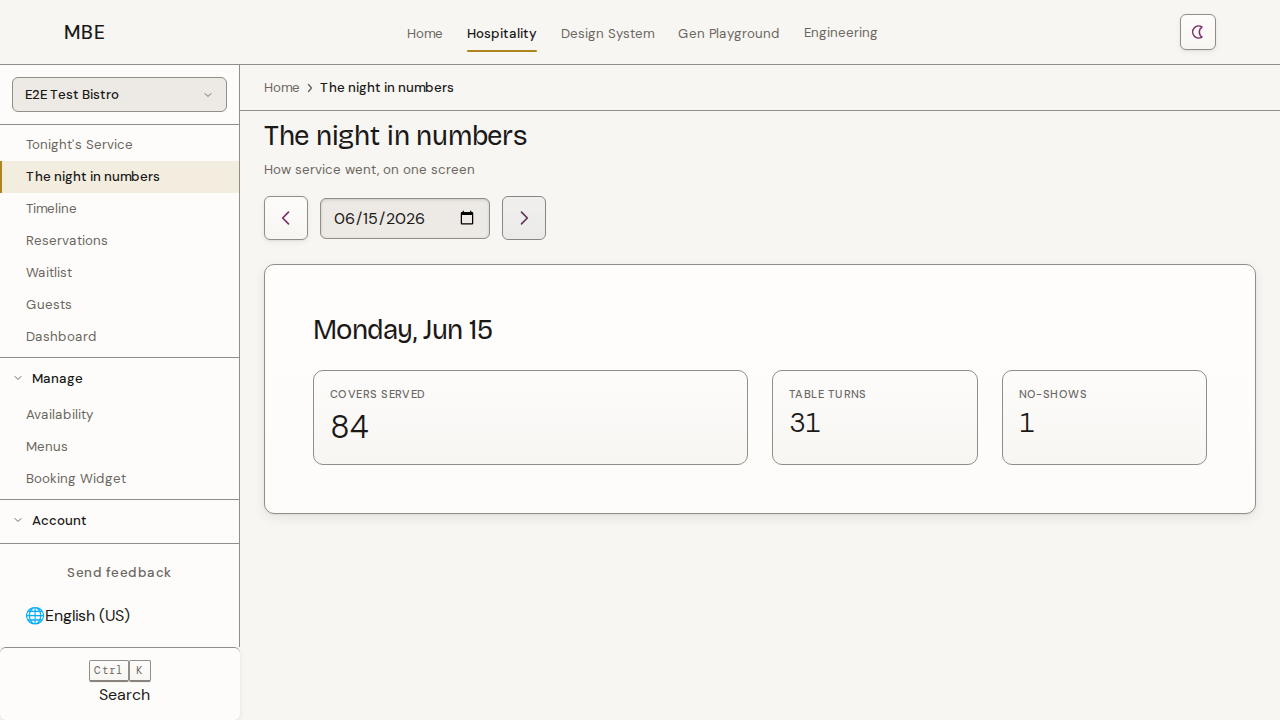 MBE
Home
Hospitality
Design System
Gen Playground
Engineering
E2E Test Bistro
Tonight's Service
The night in numbers
Timeline
Reservations
Waitlist
Guests
Dashboard
Manage
Availability
Menus
Booking Widget
Account
Send feedback
English (US)
Ctrl K
Search
Home > The night in numbers
The night in numbers
How service went, on one screen
06/15/2026
Monday, Jun 15
COVERS SERVED
84
TABLE TURNS
31
NO-SHOWS
1